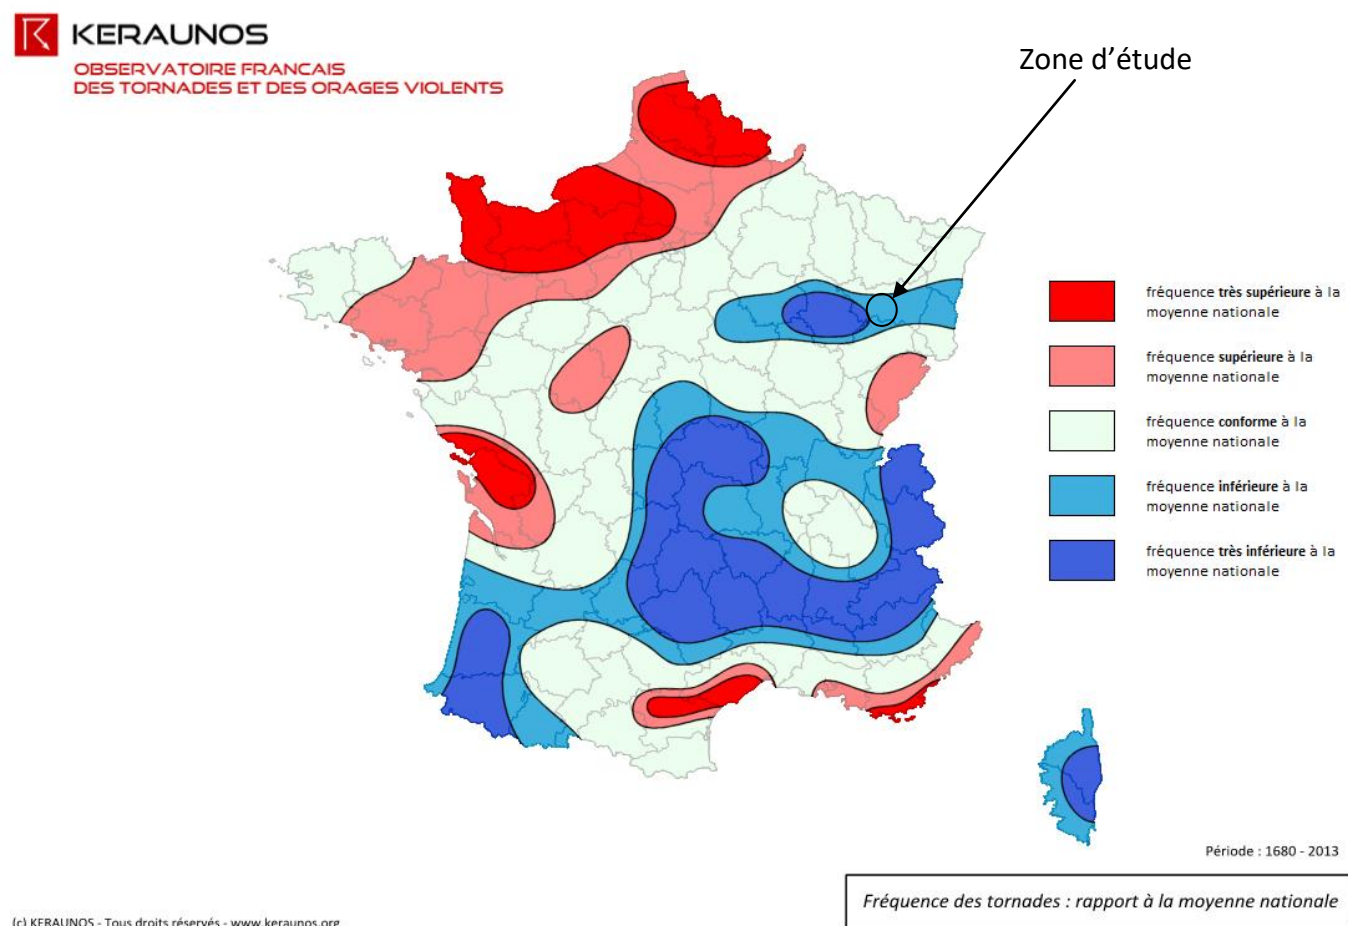 KERAUNOS
OBSERVATOIRE FRANCAIS
DES TORNADES ET DES ORAGES VIOLENTS
Zone d’étude
fréquence très supérieure à la
moyenne nationale
fréquence supérieure à la
moyenne nationale
fréquence conforme à la
moyenne nationale
fréquence inférieure à la
moyenne nationale
fréquence très inférieure à la
moyenne nationale
Période : 1680 - 2013
Fréquence des tornades : rapport à la moyenne nationale
(c) KERAUNOS - Tous droits réservés - www.keraunos.org